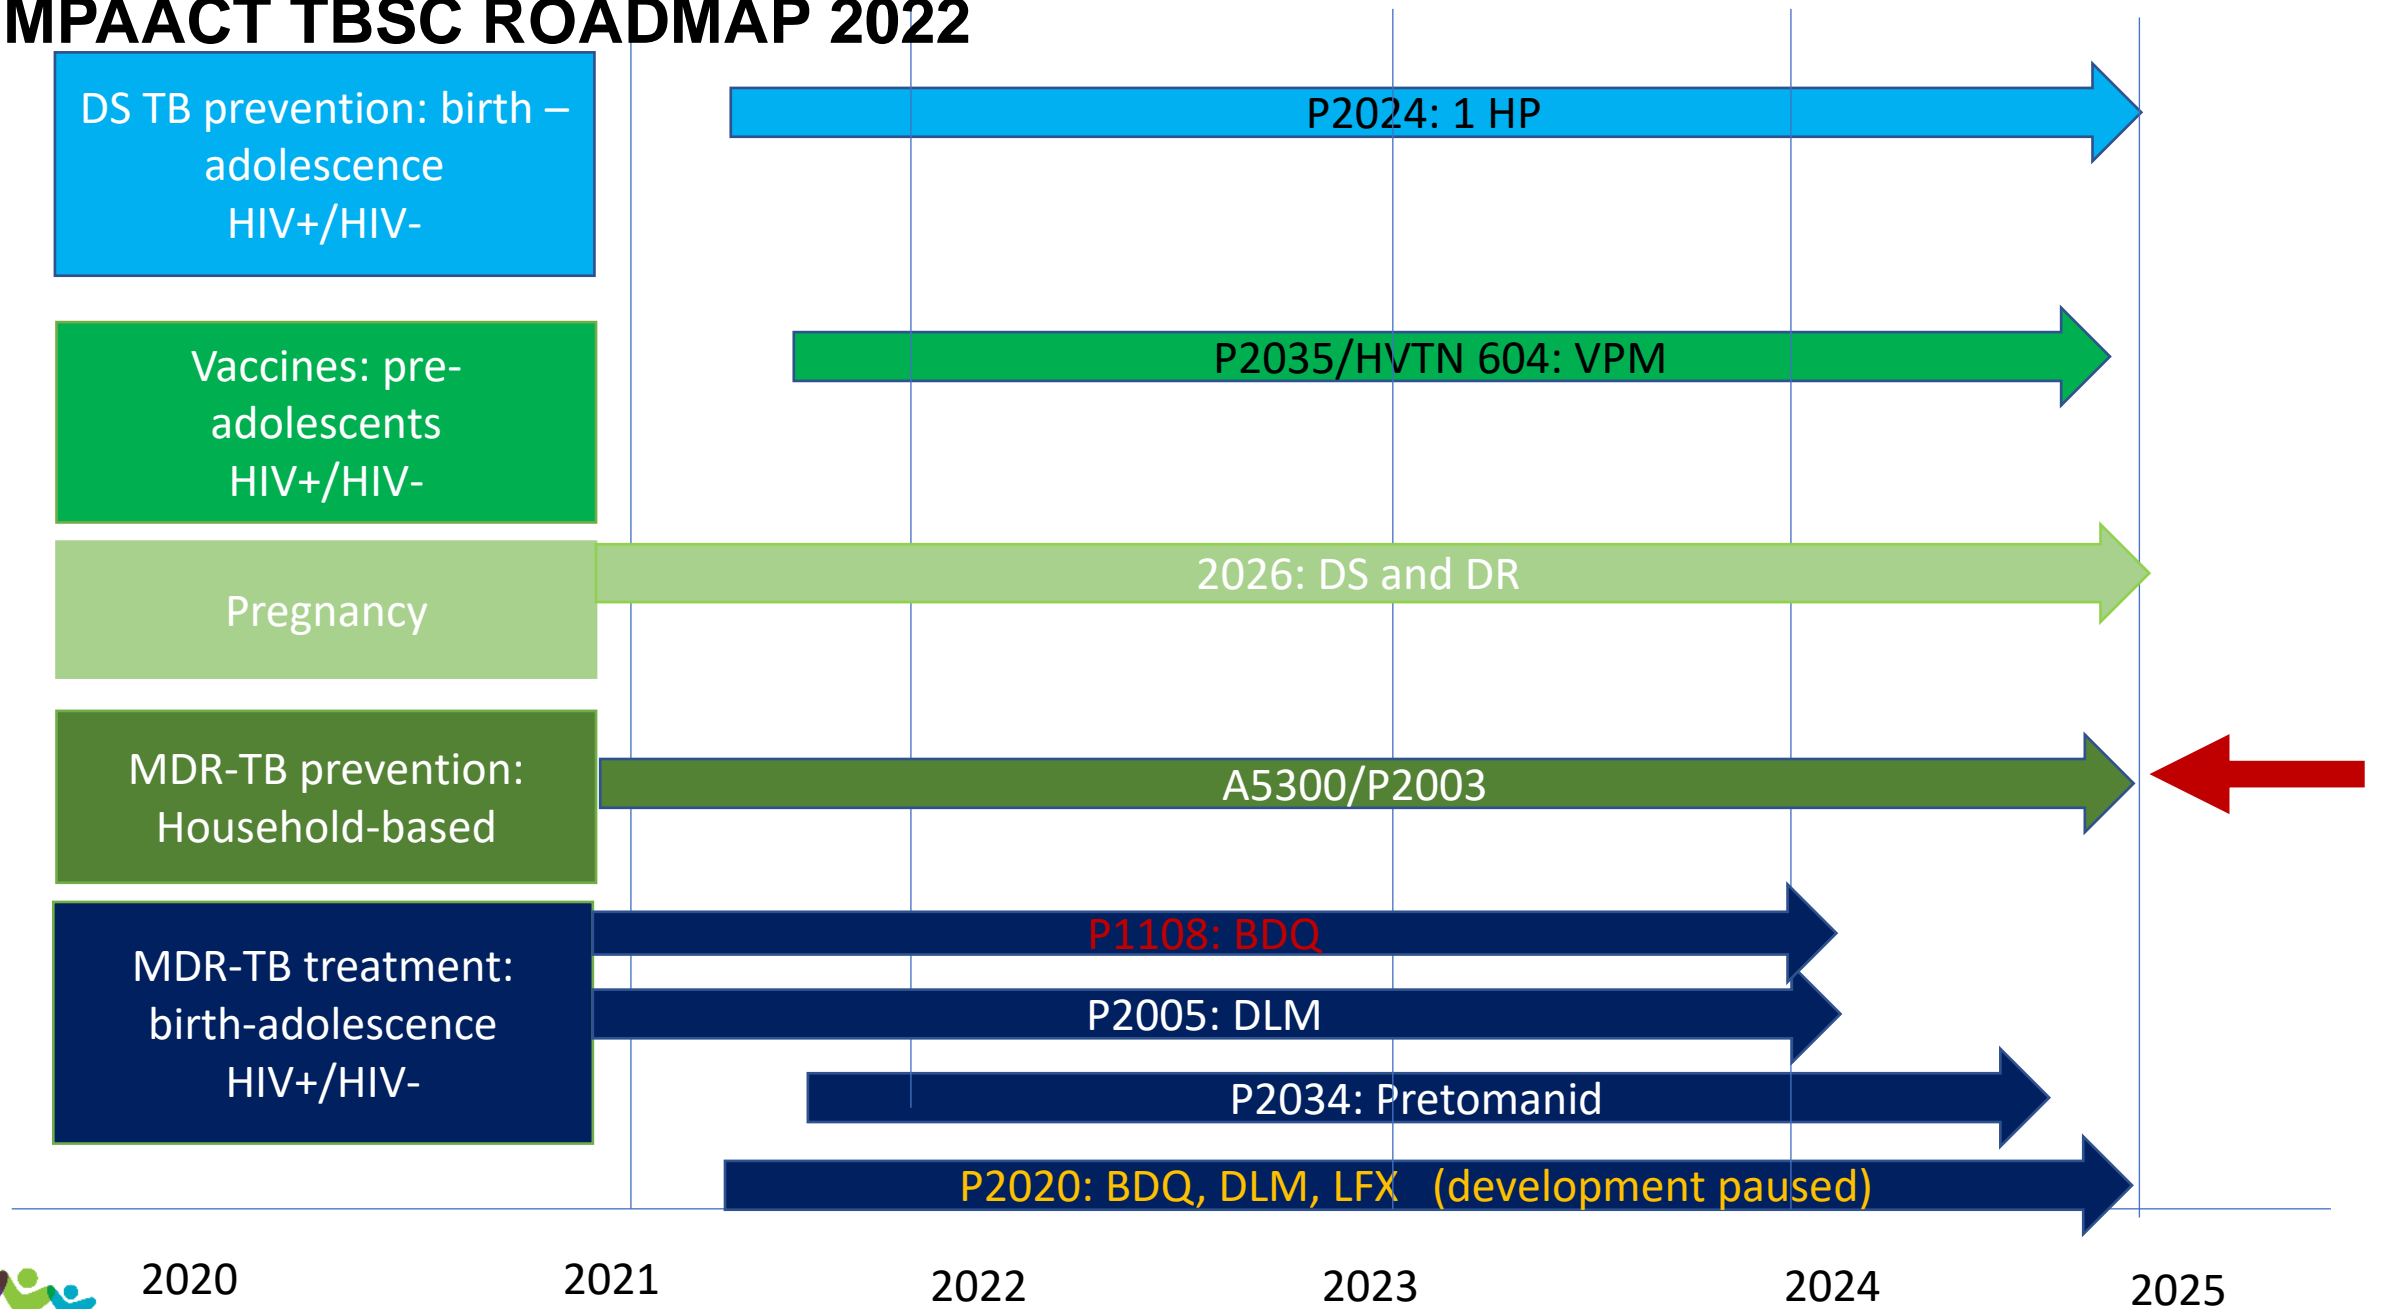 MPAACT TBSC ROADMAP 2022
DS TB prevention: birth –
adolescence
HIV+/HIV-
P2024: 1 HP
Vaccines: pre-
adolescents
HIV+/HIV-
P2035/HVTN 604: VPM
Pregnancy
2026: DS and DR
MDR-TB prevention:
Household-based
A5300/P2003
MDR-TB treatment:
birth-adolescence
HIV+/HIV-
P1108: BDQ
P2005: DLM
P2034: Pretomanid
P2020: BDQ, DLM, LFX (development paused)
2020 2021 2022 2023 2024 2025